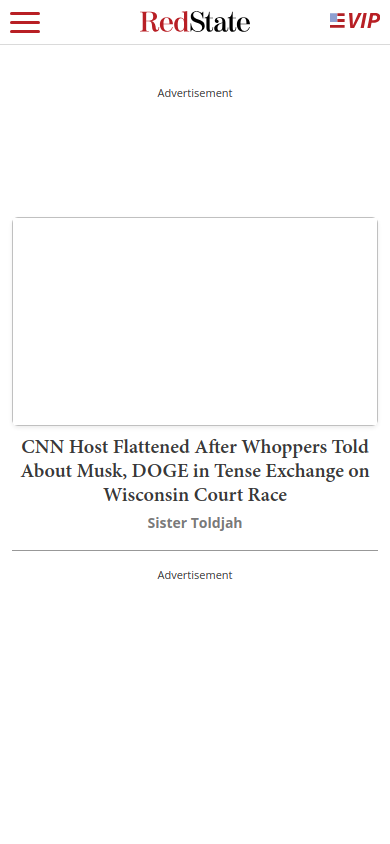 RedState
VIP
Advertisement
CNN Host Flattened After Whoppers Told
About Musk, DOGE in Tense Exchange on
Wisconsin Court Race
Sister Toldjah
Advertisement